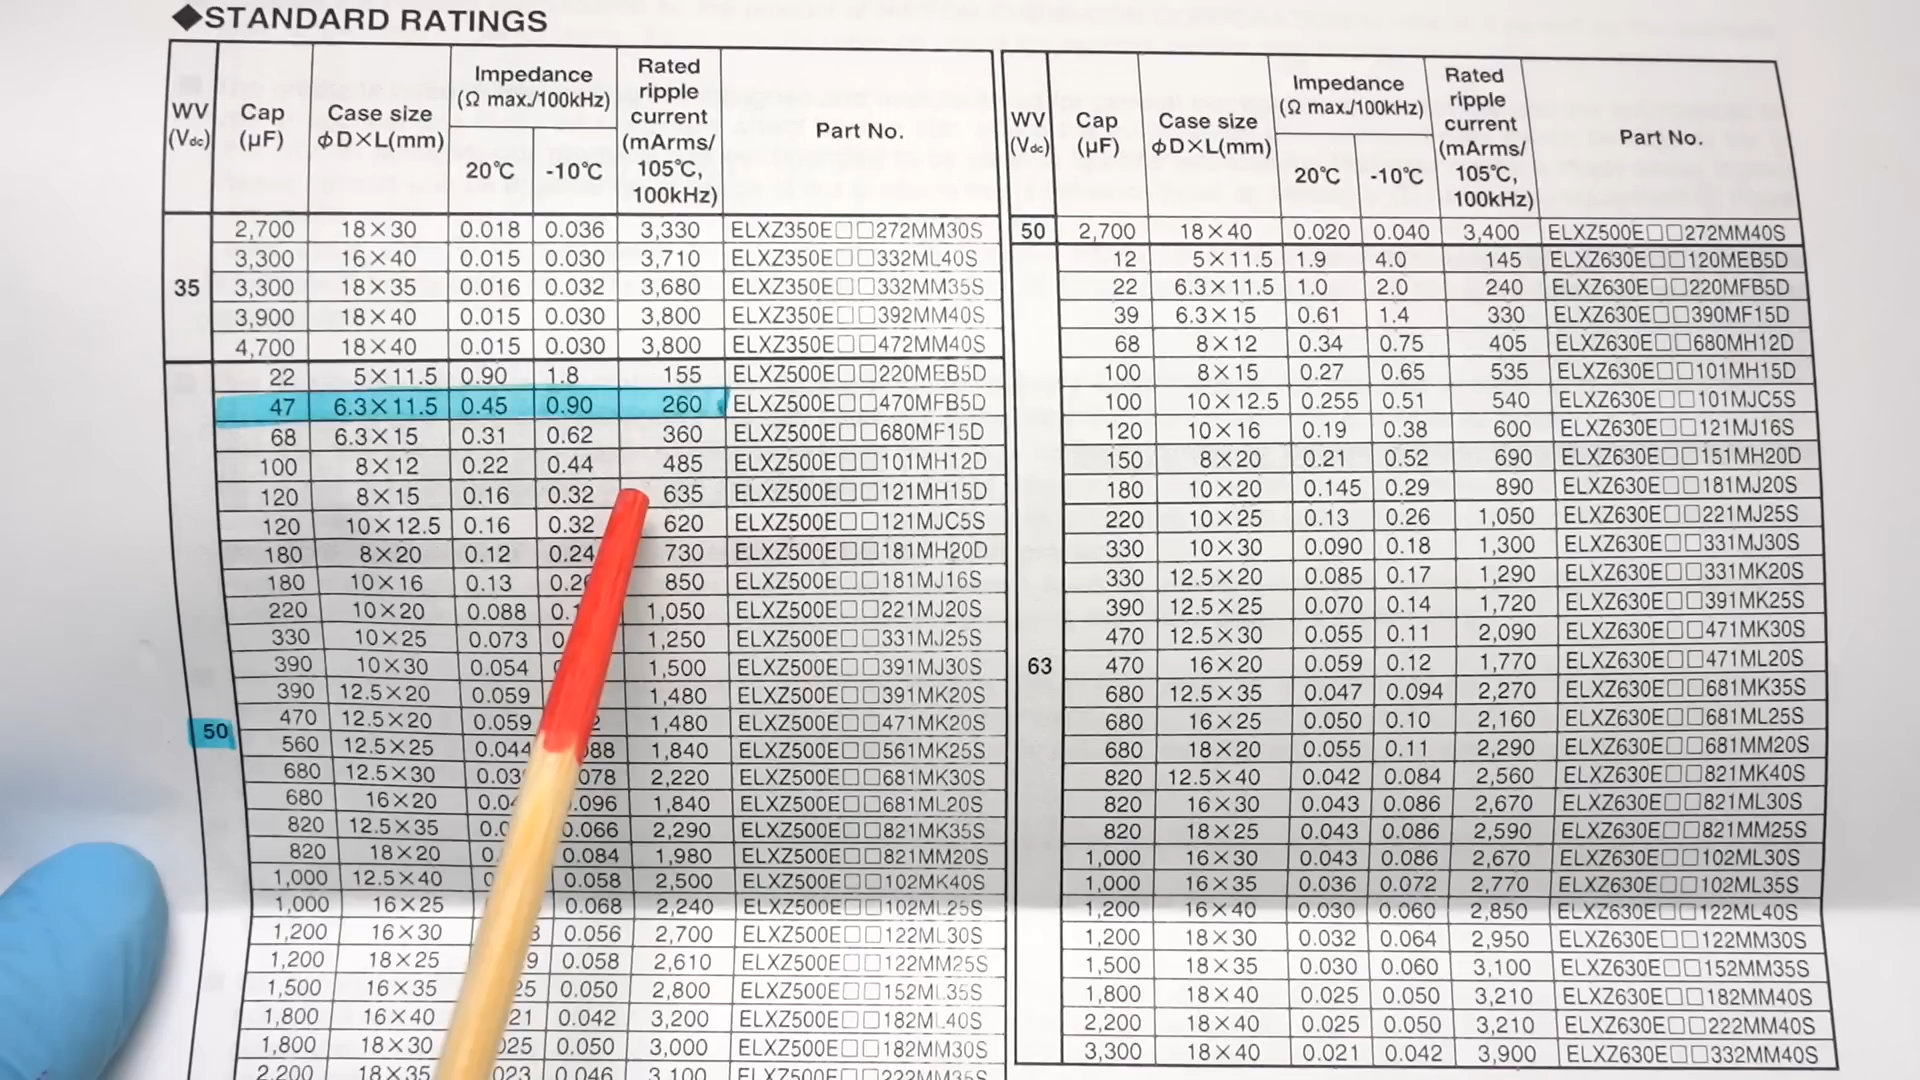 ◆STANDARD RATINGS
WV (Vdc) Cap (μF) Case size φD×L(mm) Impedance (Ω max./100kHz) 20℃ -10℃ Rated ripple current (mArms/ 105℃, 100kHz) Part No.
35
2,700 18×30 0.018 0.036 3,330 ELXZ350E□□272MM30S
3,300 16×40 0.015 0.030 3,710 ELXZ350E□□332ML40S
3,300 18×35 0.016 0.032 3,680 ELXZ350E□□332MM35S
3,900 18×40 0.015 0.030 3,800 ELXZ350E□□392MM40S
4,700 18×40 0.015 0.030 3,800 ELXZ350E□□472MM40S
50
22 5×11.5 0.90 1.8 155 ELXZ500E□□220MEB5D
47 6.3×11.5 0.45 0.90 260 ELXZ500E□□470MFB5D
68 6.3×15 0.31 0.62 360 ELXZ500E□□680MF15D
100 8×12 0.22 0.44 485 ELXZ500E□□101MH12D
120 8×15 0.16 0.32 635 ELXZ500E□□121MH15D
120 10×12.5 0.16 0.32 620 ELXZ500E□□121MJC5S
180 8×20 0.12 0.24 730 ELXZ500E□□181MH20D
180 10×16 0.13 850 ELXZ500E□□181MJ16S
220 10×20 0.088 1,050 ELXZ500E□□221MJ20S
330 10×25 0.073 1,250 ELXZ500E□□331MJ25S
390 10×30 0.054 1,500 ELXZ500E□□391MJ30S
390 12.5×20 0.059 1,480 ELXZ500E□□391MK20S
470 12.5×20 0.059 1,480 ELXZ500E□□471MK20S
560 12.5×25 0.044 1,840 ELXZ500E□□561MK25S
680 12.5×30 2,220 ELXZ500E□□681MK30S
680 16×20 1,840 ELXZ500E□□681ML20S
820 12.5×35 0.066 2,290 ELXZ500E□□821MK35S
820 18×20 0.084 1,980 ELXZ500E□□821MM20S
1,000 12.5×40 0.058 2,500 ELXZ500E□□102MK40S
1,000 16×25 0.068 2,240 ELXZ500E□□102ML25S
1,200 16×30 0.056 2,700 ELXZ500E□□122ML30S
1,200 18×25 0.058 2,610 ELXZ500E□□122MM25S
1,500 16×35 0.050 2,800 ELXZ500E□□152ML35S
1,800 16×40 0.042 3,200 ELXZ500E□□182ML40S
1,800 18×30 0.050 3,000 ELXZ500E□□182MM30S
2,200 18×35 0.046 3,100 ELXZ500E□□222MM35S
WV (Vdc) Cap (μF) Case size φD×L(mm) Impedance (Ω max./100kHz) 20℃ -10℃ Rated ripple current (mArms/ 105℃, 100kHz) Part No.
50
2,700 18×40 0.020 0.040 3,400 ELXZ500E□□272MM40S
63
12 5×11.5 1.9 4.0 145 ELXZ630E□□120MEB5D
22 6.3×11.5 1.0 2.0 240 ELXZ630E□□220MFB5D
39 6.3×15 0.61 1.4 330 ELXZ630E□□390MF15D
68 8×12 0.34 0.75 405 ELXZ630E□□680MH12D
100 8×15 0.27 0.65 535 ELXZ630E□□101MH15D
100 10×12.5 0.255 0.51 540 ELXZ630E□□101MJC5S
120 10×16 0.19 0.38 600 ELXZ630E□□121MJ16S
150 8×20 0.21 0.52 690 ELXZ630E□□151MH20D
180 10×20 0.145 0.29 890 ELXZ630E□□181MJ20S
220 10×25 0.13 0.26 1,050 ELXZ630E□□221MJ25S
330 10×30 0.090 0.18 1,300 ELXZ630E□□331MJ30S
330 12.5×20 0.085 0.17 1,290 ELXZ630E□□331MK20S
390 12.5×25 0.070 0.14 1,720 ELXZ630E□□391MK25S
470 12.5×30 0.055 0.11 2,090 ELXZ630E□□471MK30S
470 16×20 0.059 0.12 1,770 ELXZ630E□□471ML20S
680 12.5×35 0.047 0.094 2,270 ELXZ630E□□681MK35S
680 16×25 0.050 0.10 2,160 ELXZ630E□□681ML25S
680 18×20 0.055 0.11 2,290 ELXZ630E□□681MM20S
820 12.5×40 0.042 0.084 2,560 ELXZ630E□□821MK40S
820 16×30 0.043 0.086 2,670 ELXZ630E□□821ML30S
820 18×25 0.043 0.086 2,590 ELXZ630E□□821MM25S
1,000 16×30 0.043 0.086 2,670 ELXZ630E□□102ML30S
1,000 16×35 0.036 0.072 2,770 ELXZ630E□□102ML35S
1,200 16×40 0.030 0.060 2,850 ELXZ630E□□122ML40S
1,200 18×30 0.032 0.064 2,950 ELXZ630E□□122MM30S
1,500 18×35 0.030 0.060 3,100 ELXZ630E□□152MM35S
1,800 18×40 0.025 0.050 3,210 ELXZ630E□□182MM40S
2,200 18×40 0.025 0.050 3,210 ELXZ630E□□222MM40S
3,300 18×40 0.021 0.042 3,900 ELXZ630E□□332MM40S